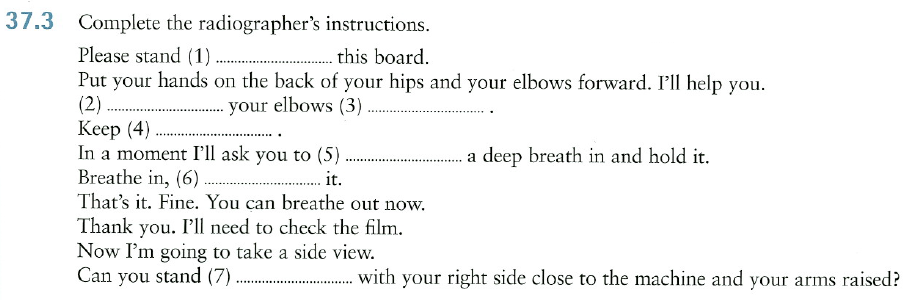 37.3 Complete the radiographer's instructions.
Please stand (1) .............................. this board.
Put your hands on the back of your hips and your elbows forward. I'll help you.
(2) .............................. your elbows (3) .............................. .
Keep (4) .............................. .
In a moment I'll ask you to (5) .............................. a deep breath in and hold it.
Breathe in, (6) .............................. it.
That's it. Fine. You can breathe out now.
Thank you. I'll need to check the film.
Now I'm going to take a side view.
Can you stand (7) .............................. with your right side close to the machine and your arms raised?